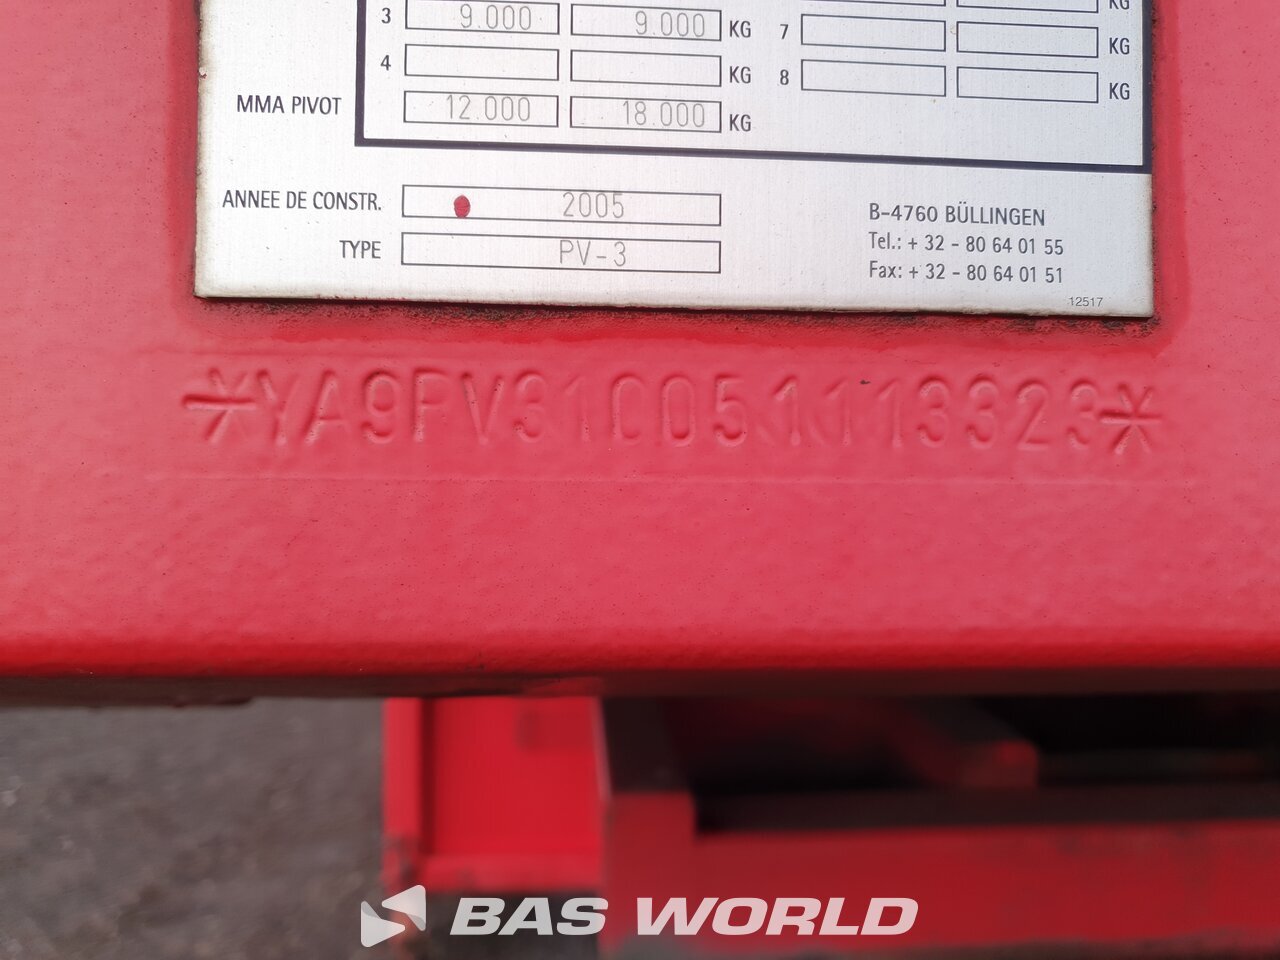 KG
3 9.000 9.000 KG 7 KG
4 KG 8 KG
MMA PIVOT 12.000 18.000 KG
ANNEE DE CONSTR. 2005
TYPE PV-3
B-4760 BÜLLINGEN
Tel.: + 32 - 80 64 01 55
Fax: + 32 - 80 64 01 51
12517
*YA9PV310051113323*
BAS WORLD